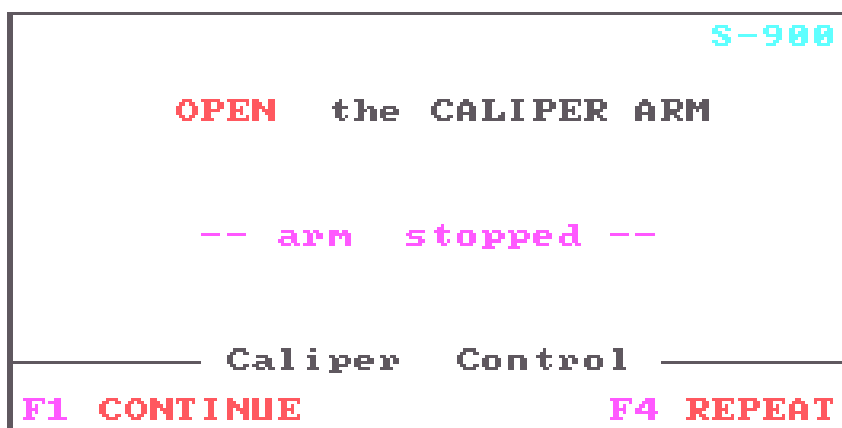 S-900
OPEN the CALIPER ARM
-- arm stopped --
Caliper Control
F1 CONTINUE F4 REPEAT